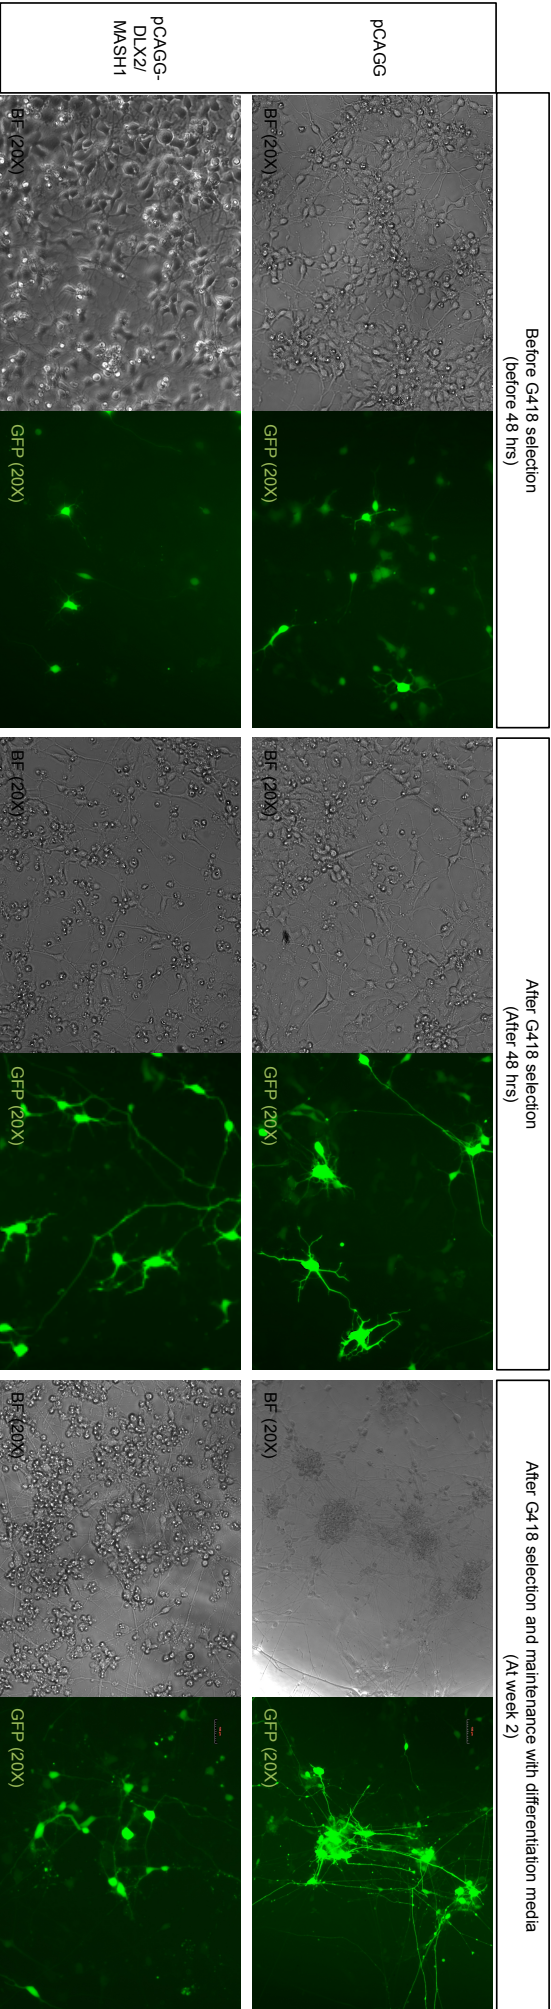 Before G418 selection
(before 48 hrs)
After G418 selection
(After 48 hrs)
After G418 selection and maintenance with differentiation media
(At week 2)
pCAGG
BF (20X)
GFP (20X)
BF (20X)
GFP (20X)
BF (20X)
GFP (20X)
pCAGG-
DLX2/
MASH1
BF (20X)
GFP (20X)
BF (20X)
GFP (20X)
BF (20X)
GFP (20X)